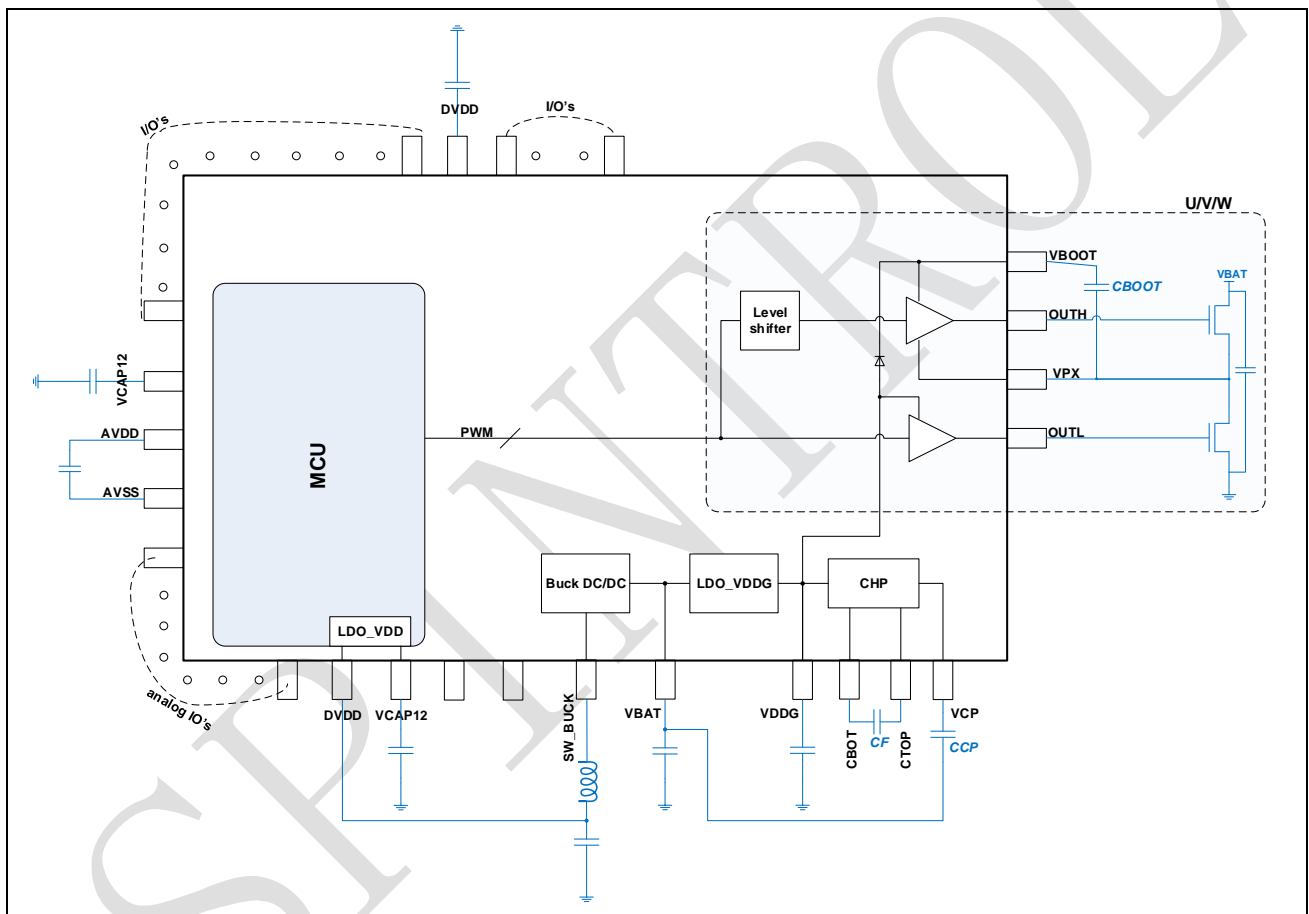 DVDD
I/O's
I/O's
U/V/W
VBOOT
CBOOT
VBAT
Level
shifter
OUTH
VCAP12
VPX
AVDD
PWM
OUTL
MCU
AVSS
Buck DC/DC
LDO_VDDG
CHP
LDO_VDD
analog IO's
DVDD
VCAP12
SW_BUCK
VBAT
VDDG
CBOT
CF
CTOP
VCP
CCP
SPINTROL